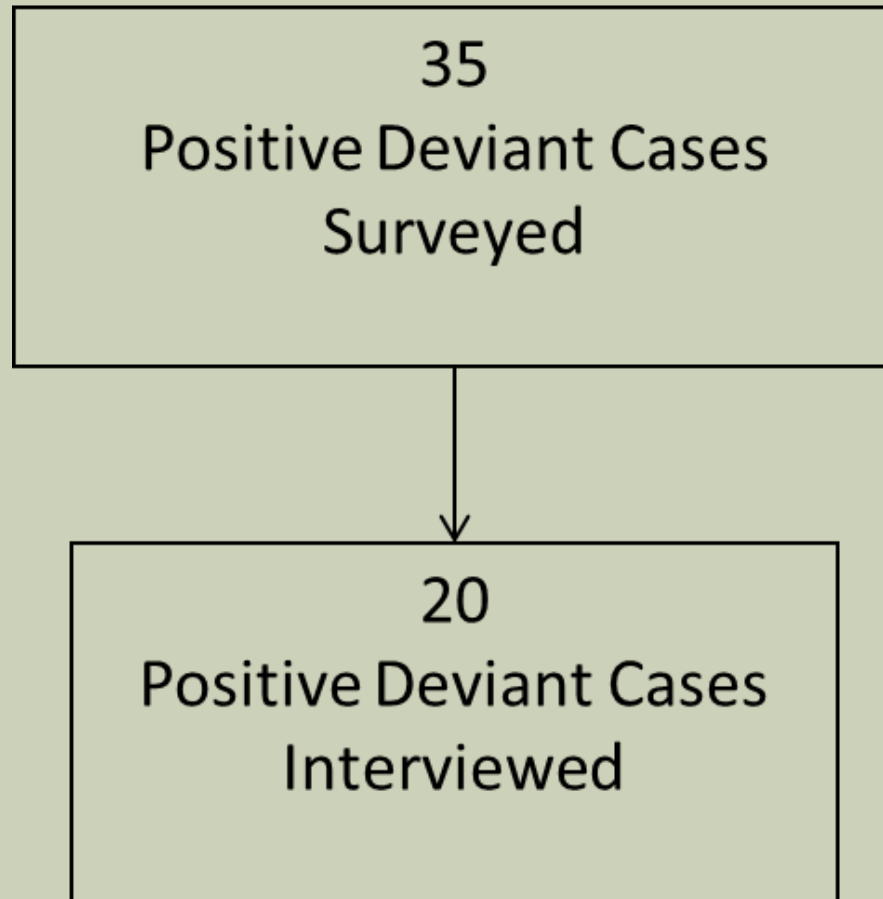 35
Positive Deviant Cases
Surveyed
20
Positive Deviant Cases
Interviewed